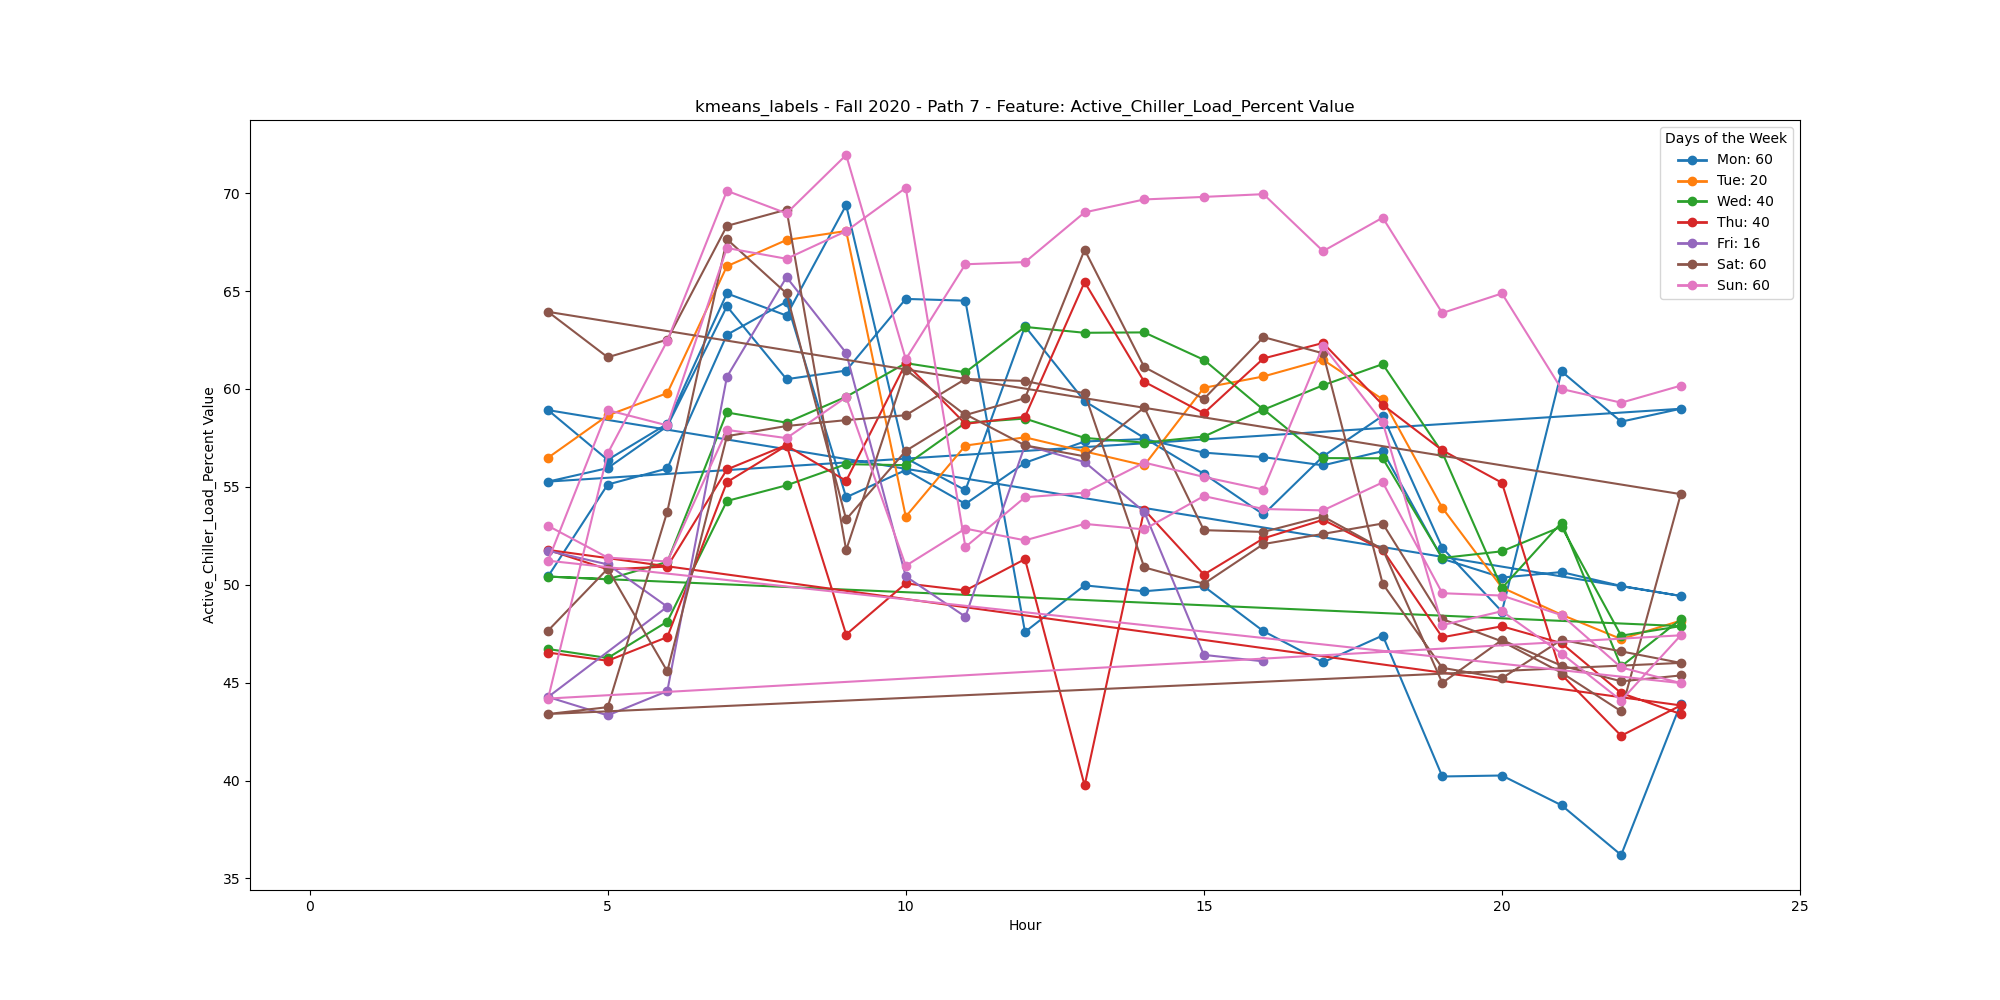 kmeans_labels - Fall 2020 - Path 7 - Feature: Active_Chiller_Load_Percent Value
Days of the Week
Mon: 60
Tue: 20
Wed: 40
Thu: 40
Fri: 16
Sat: 60
Sun: 60
Active_Chiller_Load_Percent Value
70
65
60
55
50
45
40
35
0 5 10 15 20 25
Hour